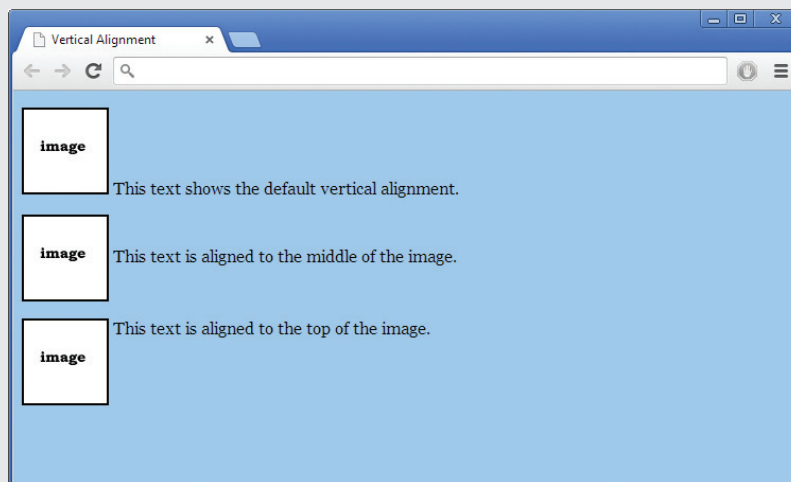 Vertical Alignment
image
This text shows the default vertical alignment.
image
This text is aligned to the middle of the image.
image
This text is aligned to the top of the image.